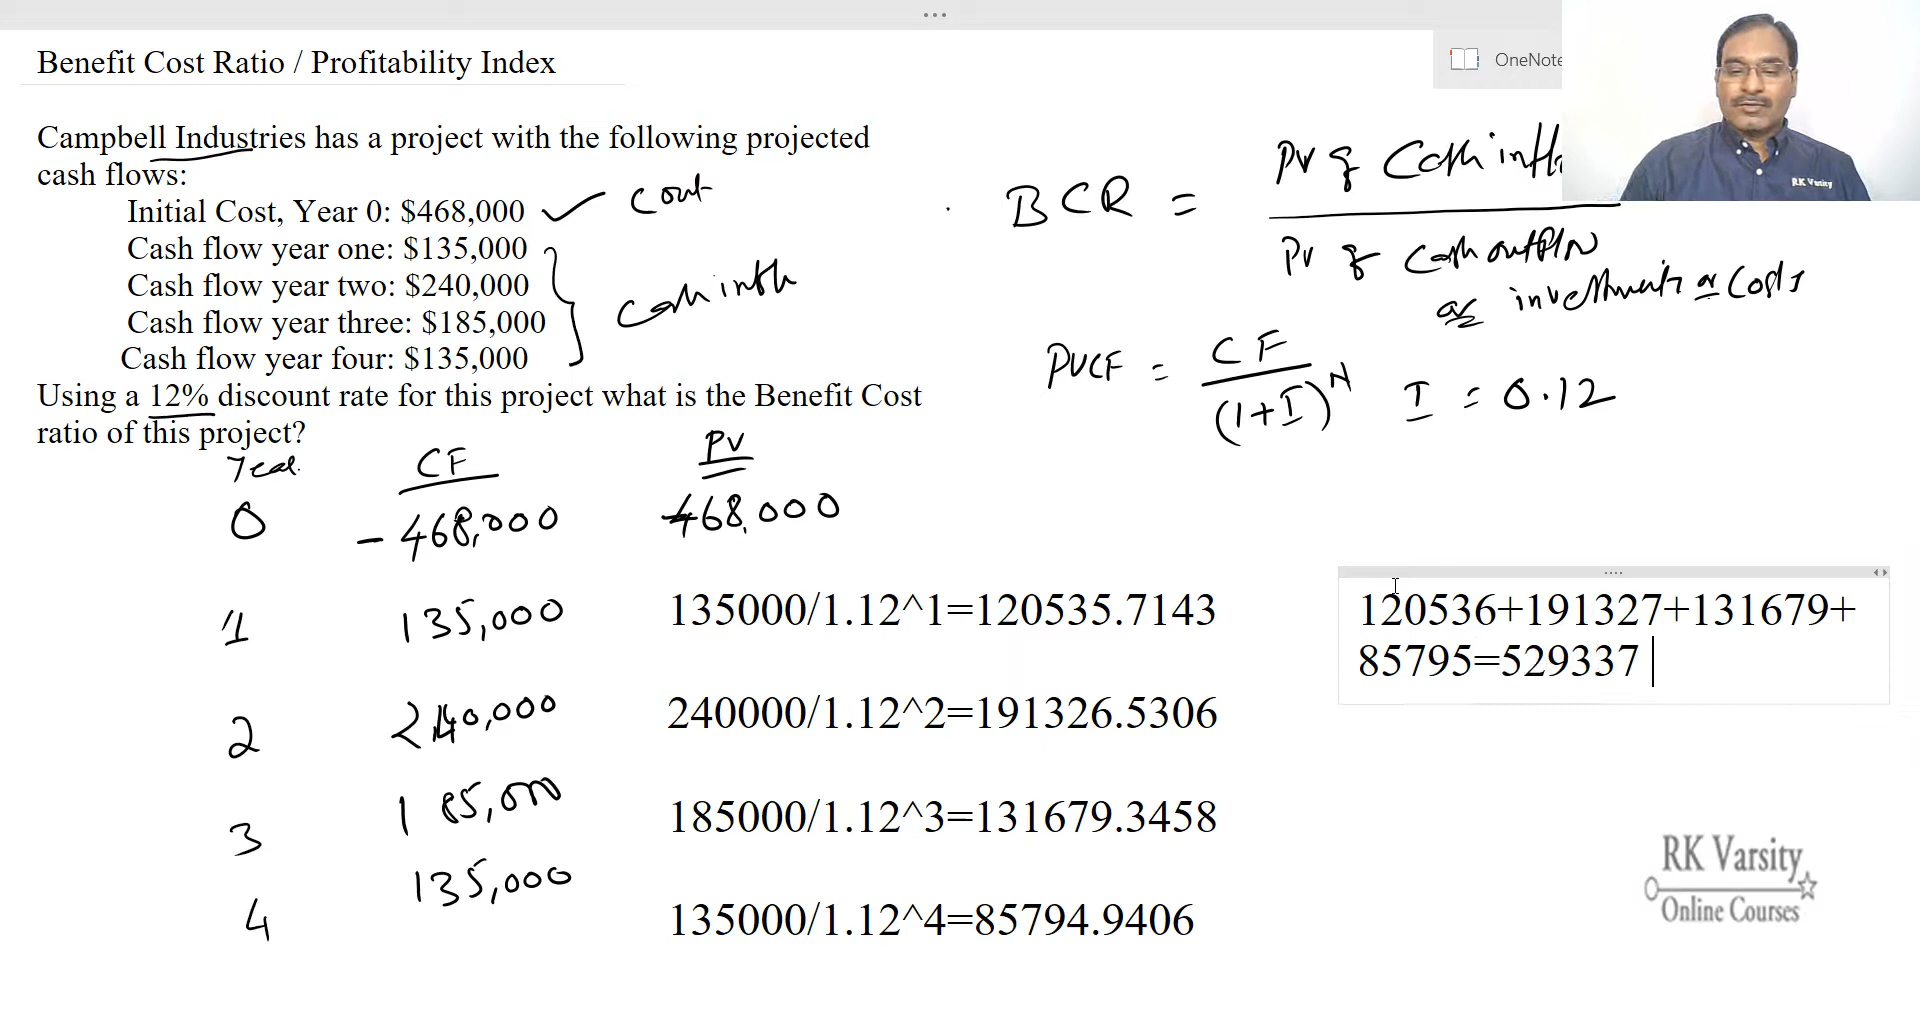 Benefit Cost Ratio / Profitability Index
OneNote
RK Varsity
Campbell Industries has a project with the following projected
cash flows:
Initial Cost, Year 0: $468,000
Cash flow year one: $135,000
Cash flow year two: $240,000
Cash flow year three: $185,000
Cash flow year four: $135,000
Using a 12% discount rate for this project what is the Benefit Cost
ratio of this project?
BCR =
PV of Cash
PV of Cash
or investments or Costs
PVCF = CF
(1+I)^N
I = 0.12
Year CF PV
0 -468,000 468,000
1 135,000 135000/1.12^1=120535.7143
2 240,000 240000/1.12^2=191326.5306
3 185,000 185000/1.12^3=131679.3458
4 135,000 135000/1.12^4=85794.9406
120536+191327+131679+
85795=529337
RK Varsity
Online Courses